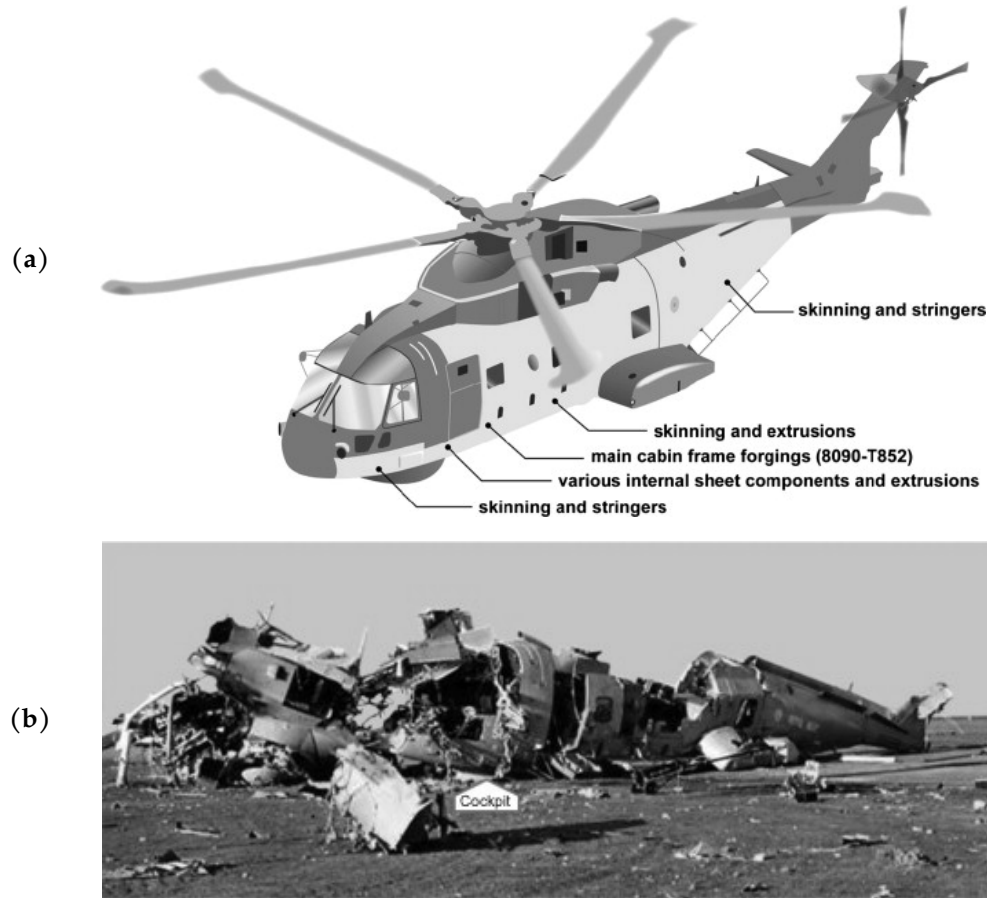 (a)
skinning and stringers
skinning and extrusions
main cabin frame forgings (8090-T852)
various internal sheet components and extrusions
skinning and stringers
(b)
Cockpit